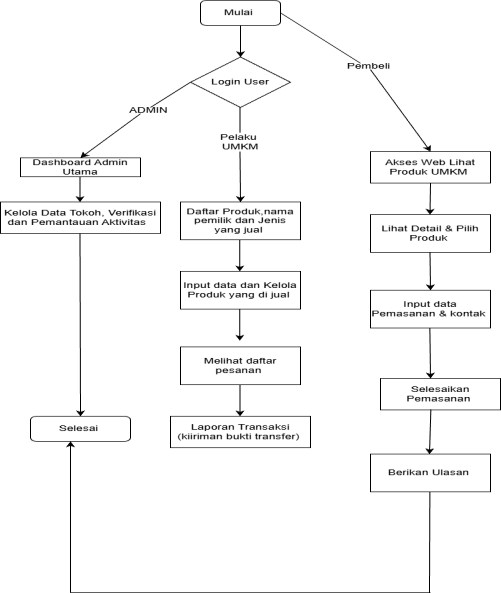 Mulai
Pembeli
Login User
ADMIN
Pelaku
UMKM
Dashboard Admin
Utama
Akses Web Lihat
Produk UMKM
Kelola Data Tokoh, Verifikasi
dan Pemantauan Aktivitas
Daftar Produk,nama
pemilik dan Jenis
yang jual
Lihat Detail & Pilih
Produk
Input data dan Kelola
Produk yang di jual
Input data
Pemasanan & kontak
Melihat daftar
pesanan
Selesaikan
Pemasanan
Selesai
Laporan Transaksi
(kiiriman bukti transfer)
Berikan Ulasan